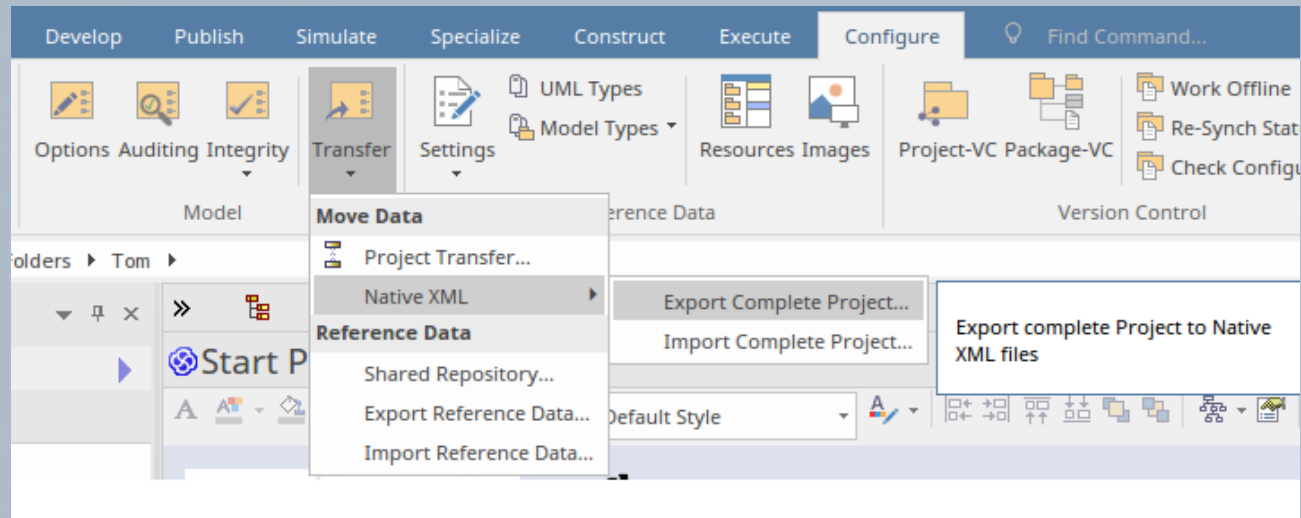 Develop Publish Simulate Specialize Construct Execute Configure Find Command...
UML Types Work Offline
Model Types Re-Synch Stat
Options Auditing Integrity Transfer Settings Resources Images Project-VC Package-VC Check Configu
Model erence Data Version Control
Move Data
olders Tom
Project Transfer...
Native XML Export Complete Project...
Export complete Project to Native
XML files
Reference Data Import Complete Project...
Start P
Shared Repository...
Export Reference Data... Default Style
Import Reference Data...